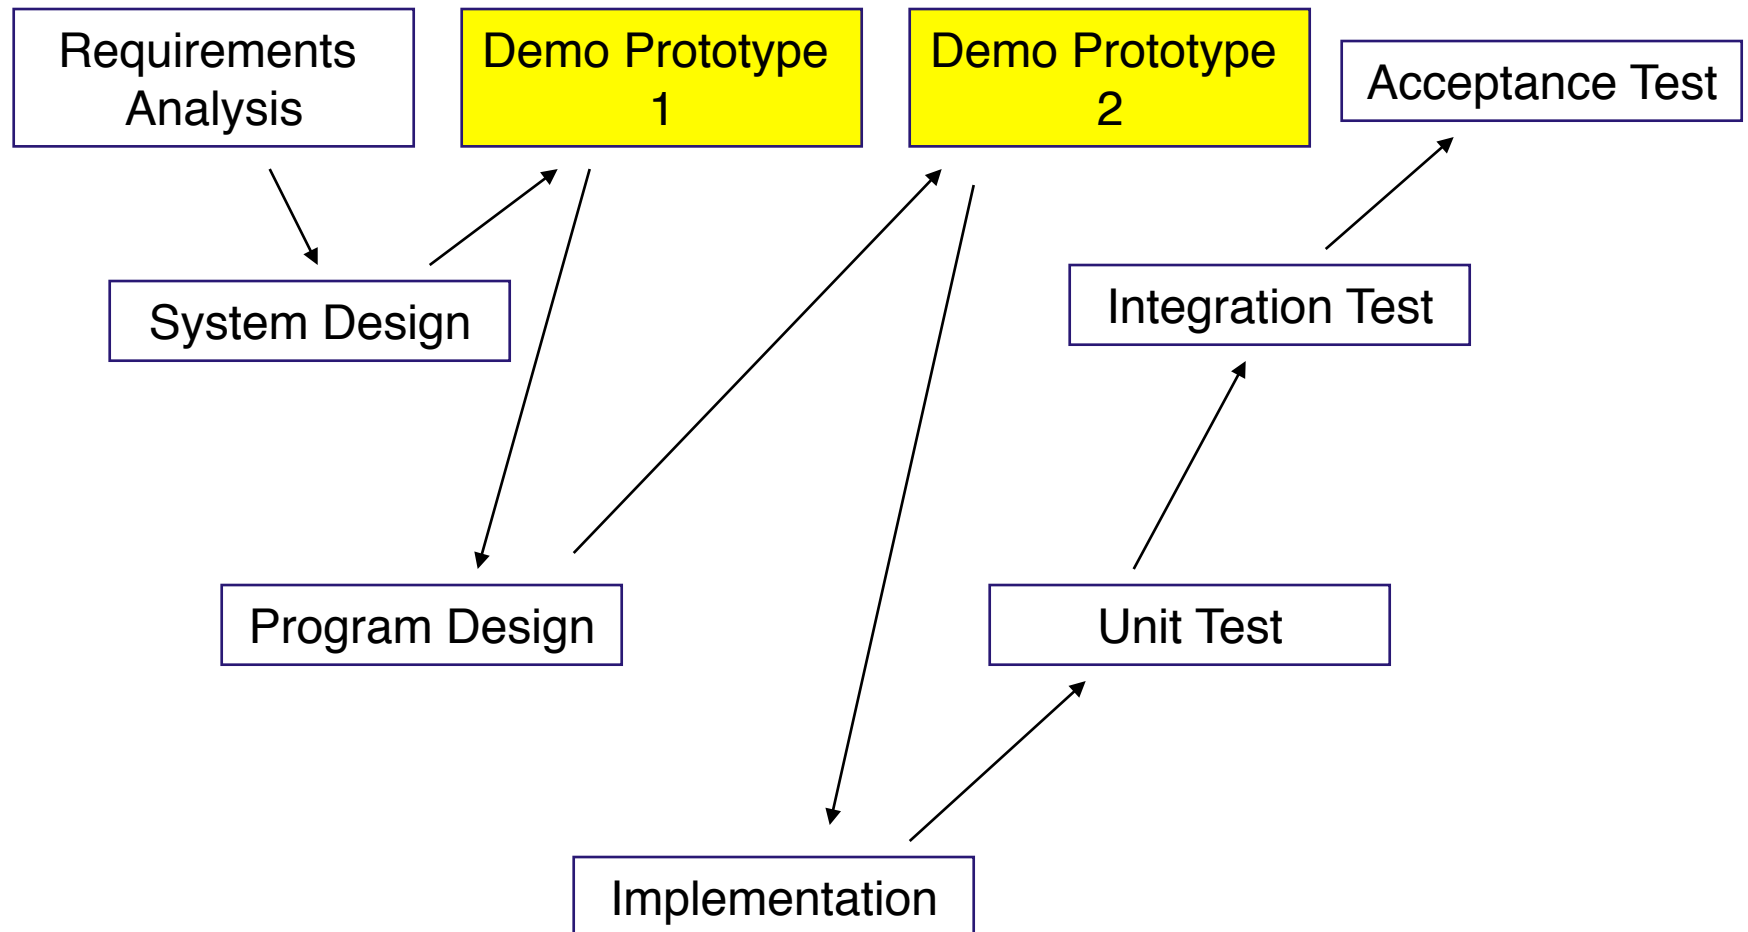 Requirements
Analysis
Demo Prototype
1
Demo Prototype
2
Acceptance Test
System Design
Integration Test
Program Design
Unit Test
Implementation